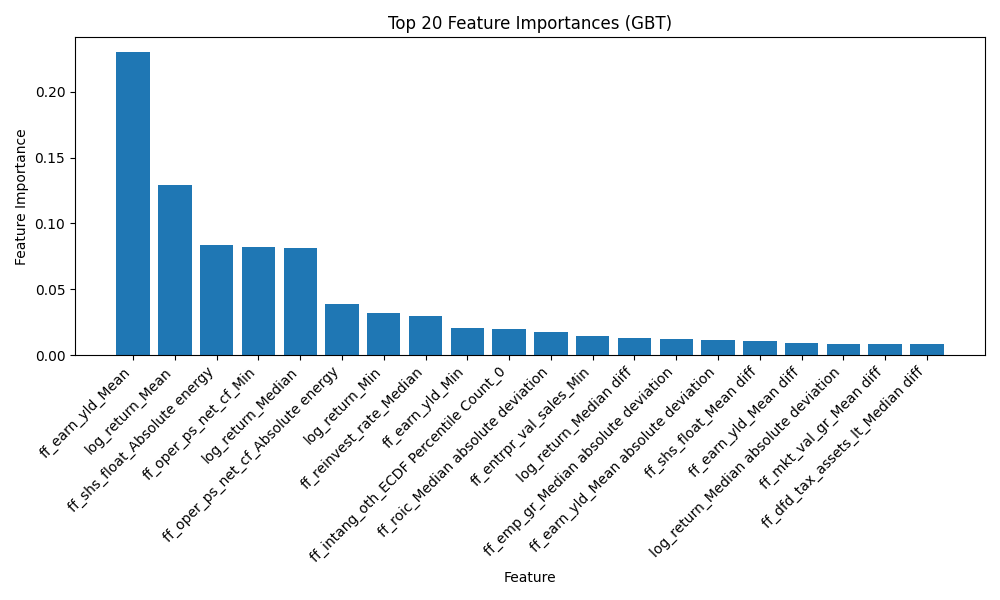 Top 20 Feature Importances (GBT)
Feature Importance
0.20
0.15
0.10
0.05
0.00
ff_earn_yld_Mean
log_return_Mean
ff_shs_float_Absolute energy
ff_oper_ps_net_cf_Min
log_return_Median
ff_oper_ps_net_cf_Absolute energy
log_return_Min
ff_reinvest_rate_Median
ff_earn_yld_Min
ff_intang_oth_ECDF Percentile Count_0
ff_roic_Median absolute deviation
ff_entrpr_val_sales_Min
log_return_Median diff
ff_emp_gr_Median absolute deviation
ff_earn_yld_Mean absolute deviation
ff_shs_float_Mean diff
ff_earn_yld_Mean diff
log_return_Median absolute deviation
ff_mkt_val_gr_Mean diff
ff_dfd_tax_assets_lt_Median diff
Feature